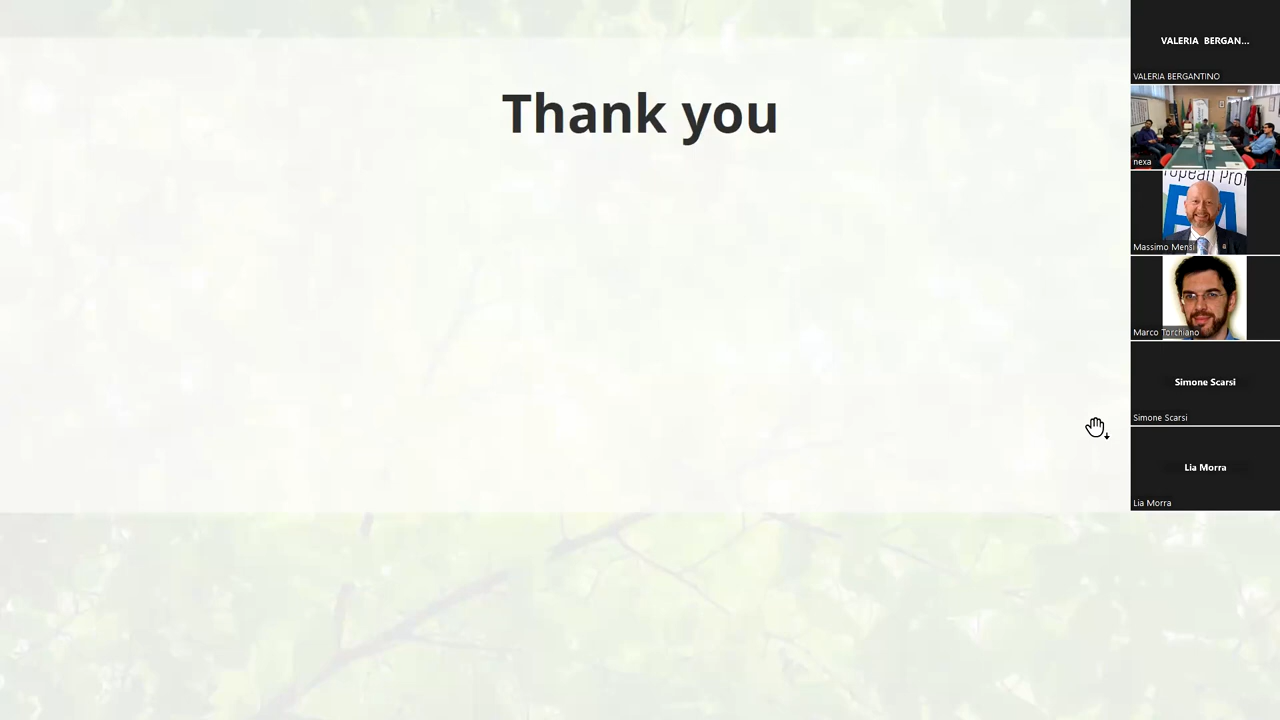 Thank you
VALERIA BERGAN...
VALERIA BERGANTINO
nexa
Massimo Mensi
Marco Torchiano
Simone Scarsi
Simone Scarsi
Lia Morra
Lia Morra